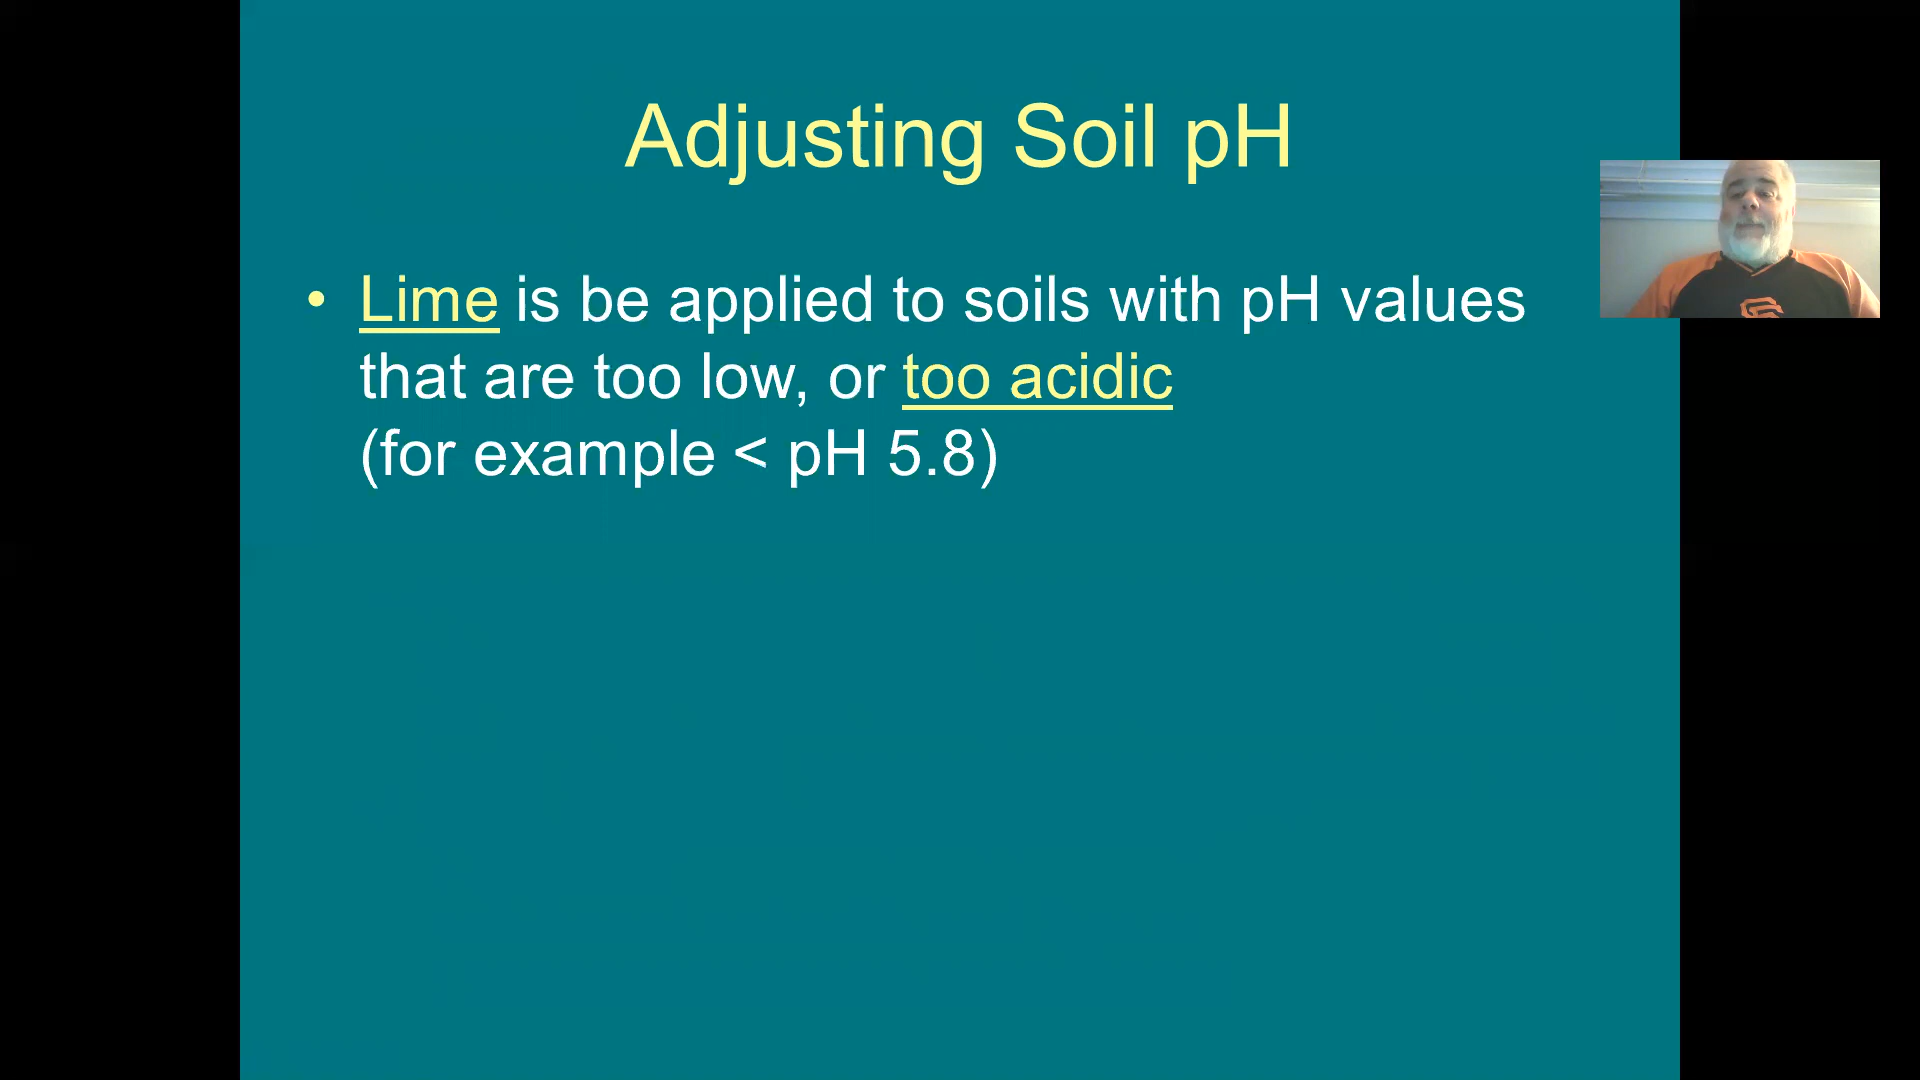 Adjusting Soil pH
• Lime is be applied to soils with pH values
that are too low, or too acidic
(for example < pH 5.8)
SF